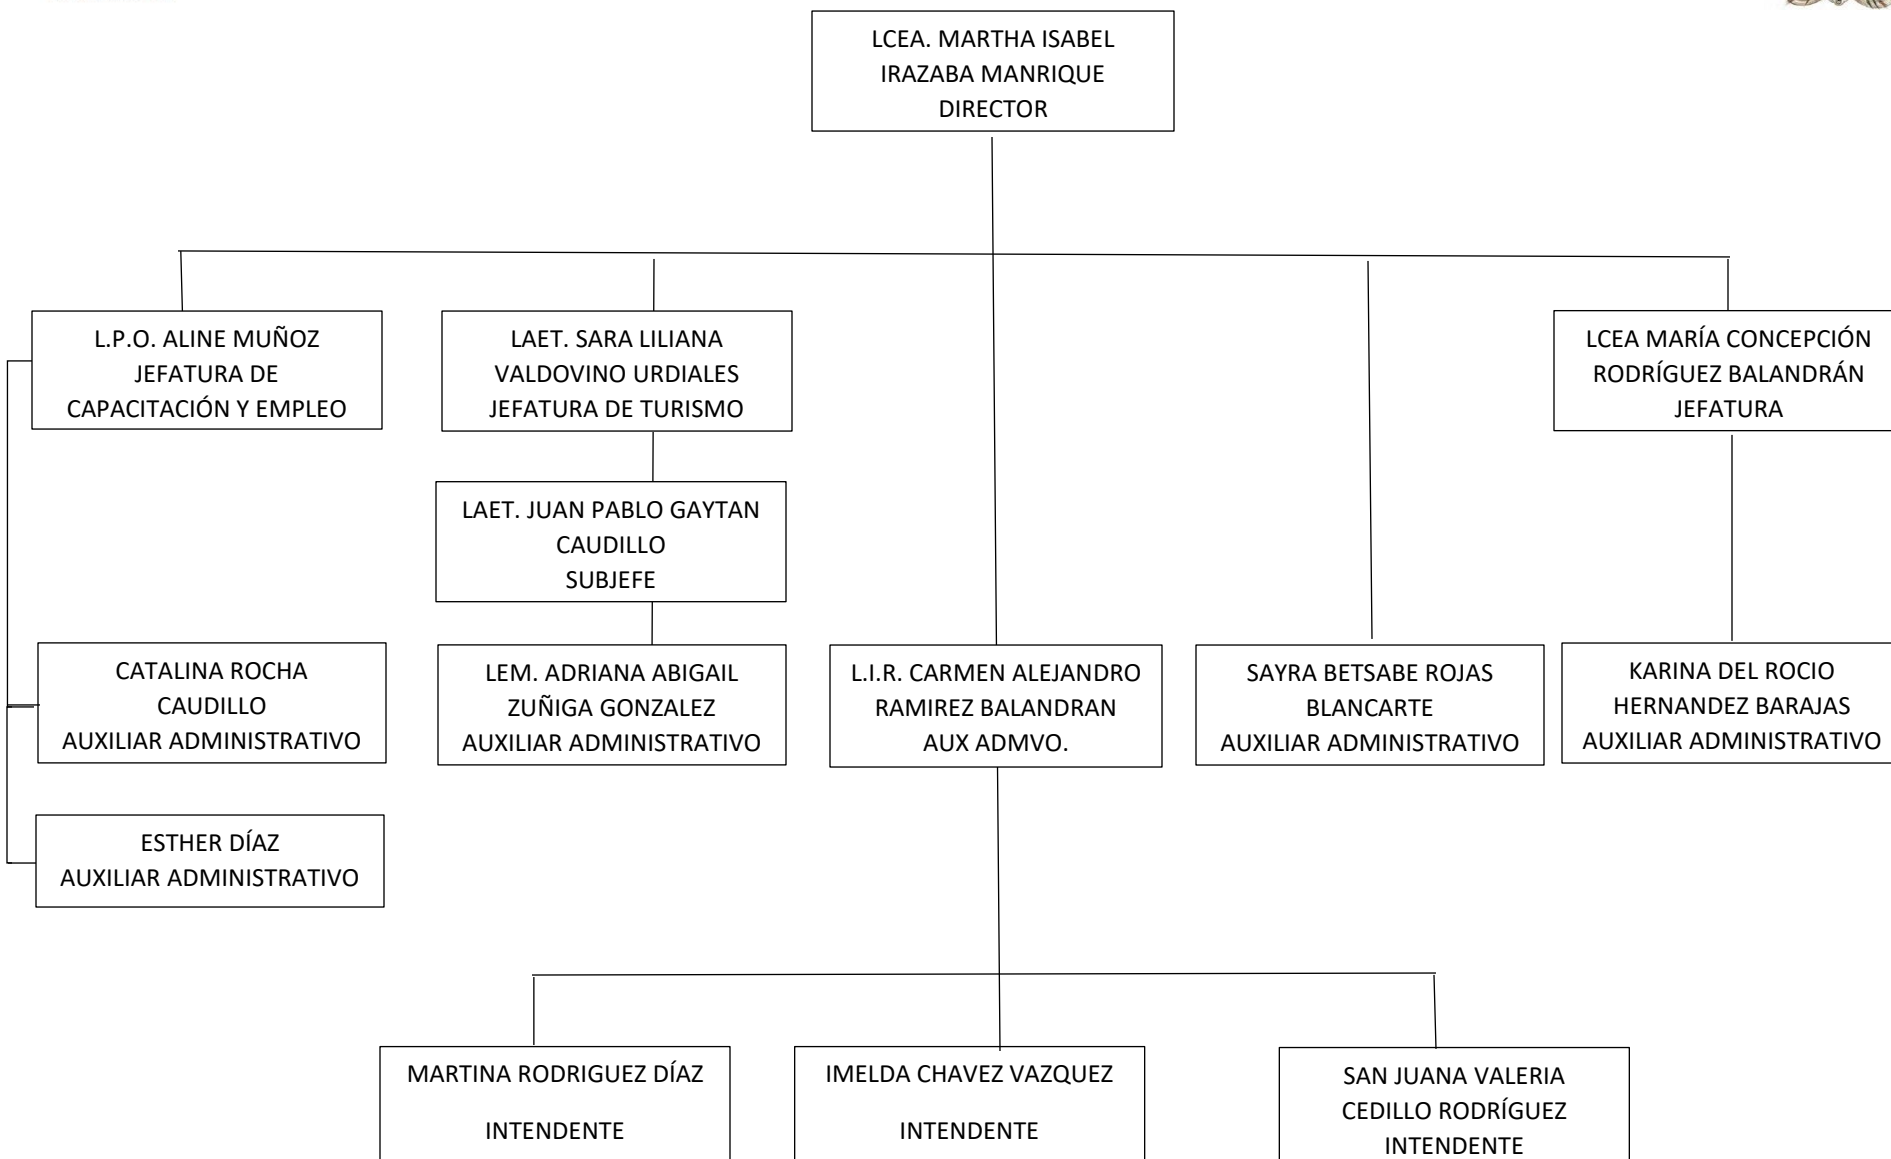 LCEA. MARTHA ISABEL
IRAZABA MANRIQUE
DIRECTOR
L.P.O. ALINE MUÑOZ
JEFATURA DE
CAPACITACIÓN Y EMPLEO
LAET. SARA LILIANA
VALDOVINO URDIALES
JEFATURA DE TURISMO
LCEA MARÍA CONCEPCIÓN
RODRÍGUEZ BALANDRÁN
JEFATURA
LAET. JUAN PABLO GAYTAN
CAUDILLO
SUBJEFE
CATALINA ROCHA
CAUDILLO
AUXILIAR ADMINISTRATIVO
LEM. ADRIANA ABIGAIL
ZUÑIGA GONZALEZ
AUXILIAR ADMINISTRATIVO
L.I.R. CARMEN ALEJANDRO
RAMIREZ BALANDRAN
AUX ADMVO.
SAYRA BETSABE ROJAS
BLANCARTE
AUXILIAR ADMINISTRATIVO
KARINA DEL ROCIO
HERNANDEZ BARAJAS
AUXILIAR ADMINISTRATIVO
ESTHER DÍAZ
AUXILIAR ADMINISTRATIVO
MARTINA RODRIGUEZ DÍAZ
INTENDENTE
IMELDA CHAVEZ VAZQUEZ
INTENDENTE
SAN JUANA VALERIA
CEDILLO RODRÍGUEZ
INTENDENTE